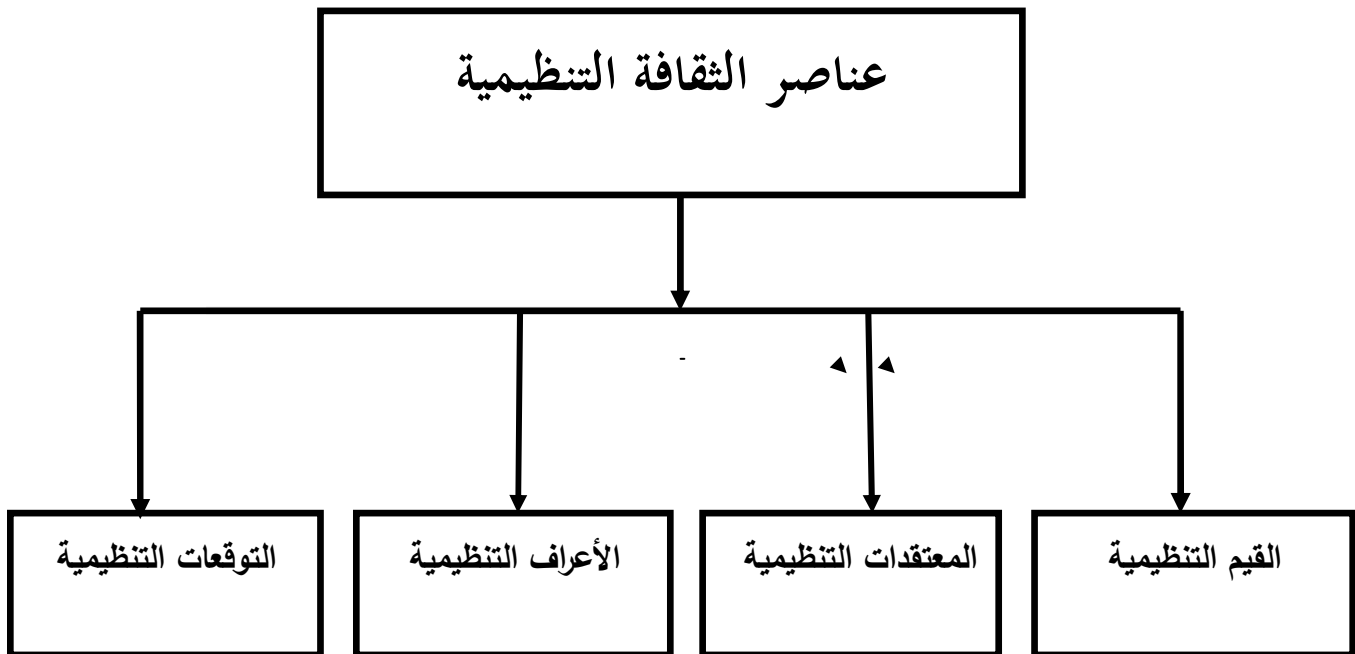 عناصر الثقافة التنظيمية
-
القيم التنظيمية
المعتقدات التنظيمية
الأعراف التنظيمية
التوقعات التنظيمية